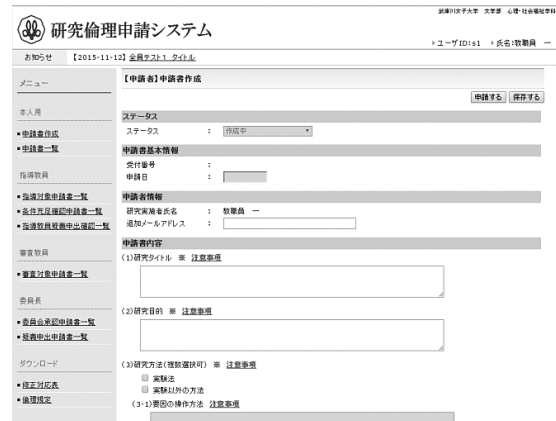 武庫川女子大学 文学部 心理・社会福祉学科
研究倫理申請システム
›ユーザID:s1 ›氏名:教職員 一
お知らせ 【2015-11-12】全員テスト1 タイトル
メニュー
本人用
▪申請書作成
▪申請書一覧
指導教員
▪指導対象申請書一覧
▪条件充足確認申請書一覧
▪指導教員疑義申出確認一覧
審査教員
▪審査対象申請書一覧
委員長
▪委員会承認申請書一覧
▪疑義申出申請書一覧
ダウンロード
▪修正対応表
▪倫理規定
【申請者】申請書作成
申請する 保存する
ステータス
ステータス : 作成中
申請書基本情報
受付番号 :
申請日 :
申請者情報
研究実施者氏名 : 教職員 一
追加メールアドレス :
申請書内容
(1)研究タイトル ※ 注意事項
(2)研究目的 ※ 注意事項
(3)研究方法(複数選択可) ※ 注意事項
実験法
実験以外の方法
(3-1)要因の操作方法 注意事項